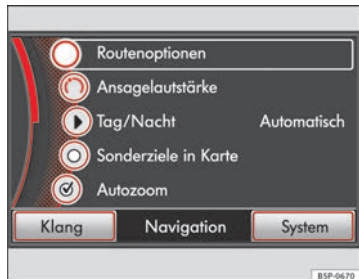 Routenoptionen
Ansagelautstärke
Tag/Nacht Automatisch
Sonderziele in Karte
Autozoom
Klang Navigation System
B5P-0670